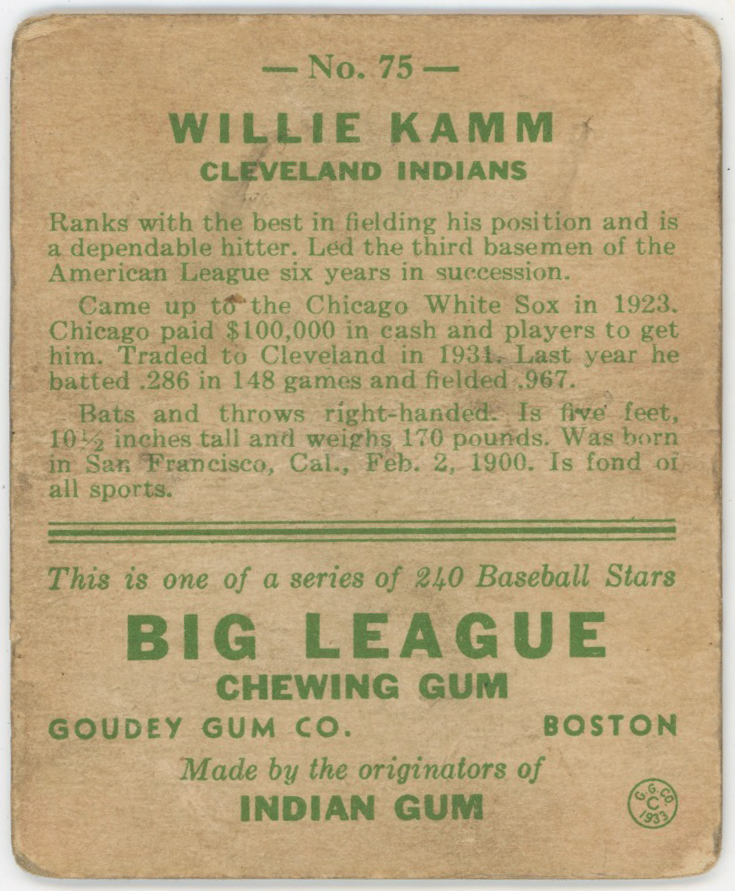 — No. 75 —
WILLIE KAMM
CLEVELAND INDIANS
Ranks with the best in fielding his position and is
a dependable hitter. Led the third basemen of the
American League six years in succession.
Came up to the Chicago White Sox in 1923.
Chicago paid $100,000 in cash and players to get
him. Traded to Cleveland in 1931. Last year he
batted .286 in 148 games and fielded .967.
Bats and throws right-handed. Is five feet,
10½ inches tall and weighs 170 pounds. Was born
in San Francisco, Cal., Feb. 2, 1900. Is fond of
all sports.
This is one of a series of 240 Baseball Stars
BIG LEAGUE
CHEWING GUM
GOUDEY GUM CO. BOSTON
Made by the originators of
INDIAN GUM
G.G.CO.
C
1933